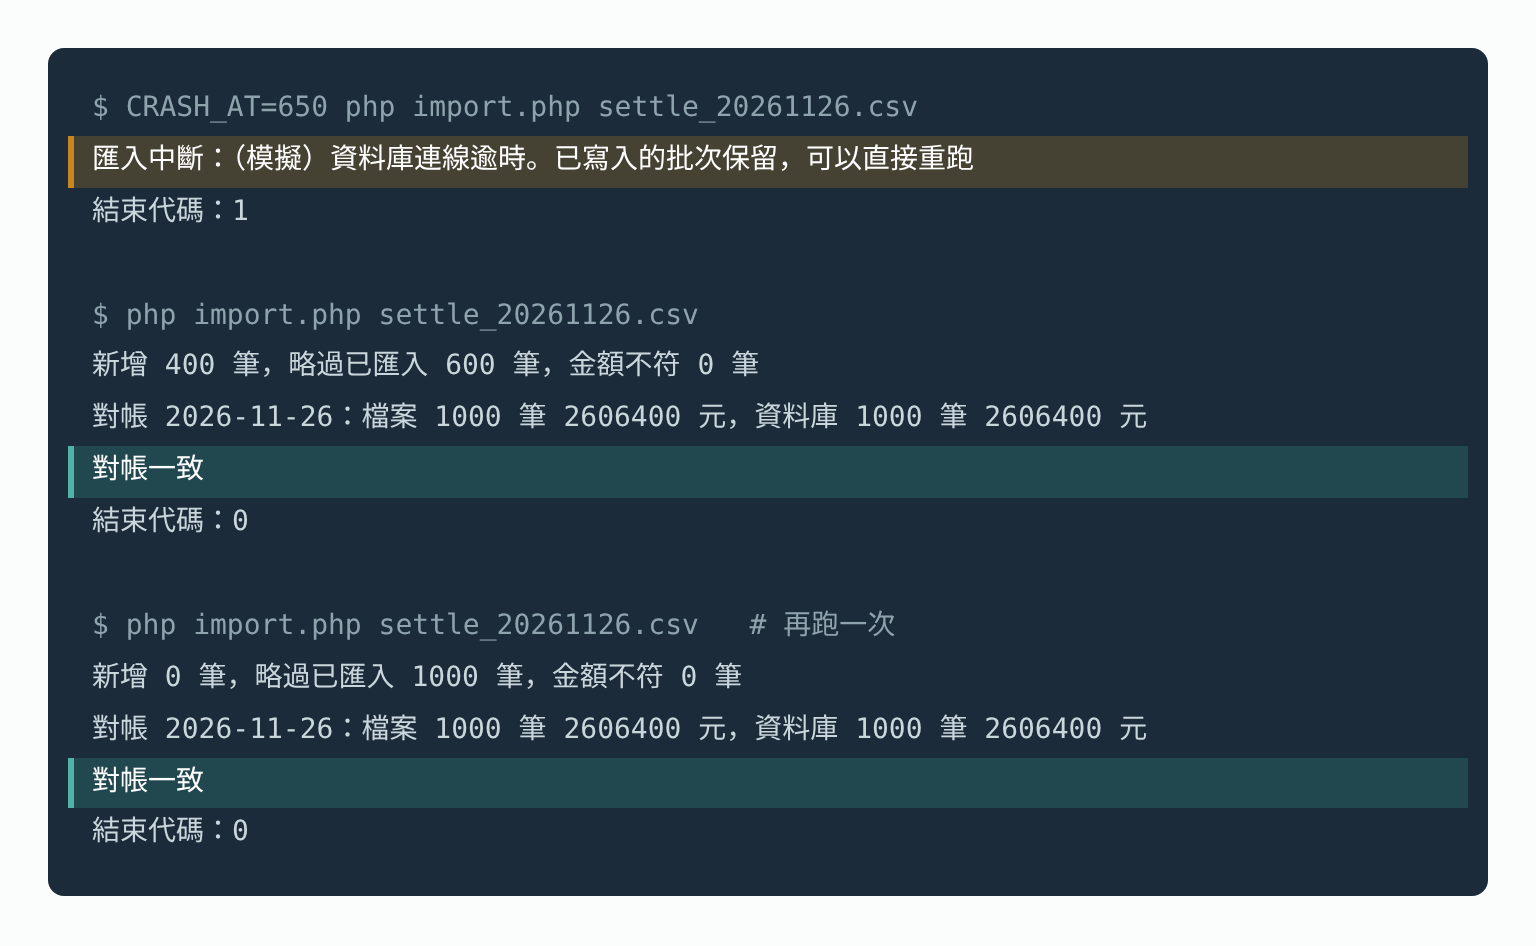 $ CRASH_AT=650 php import.php settle_20261126.csv
匯入中斷：（模擬）資料庫連線逾時。已寫入的批次保留，可以直接重跑
結束代碼：1
$ php import.php settle_20261126.csv
新增 400 筆，略過已匯入 600 筆，金額不符 0 筆
對帳 2026-11-26：檔案 1000 筆 2606400 元，資料庫 1000 筆 2606400 元
對帳一致
結束代碼：0
$ php import.php settle_20261126.csv   # 再跑一次
新增 0 筆，略過已匯入 1000 筆，金額不符 0 筆
對帳 2026-11-26：檔案 1000 筆 2606400 元，資料庫 1000 筆 2606400 元
對帳一致
結束代碼：0